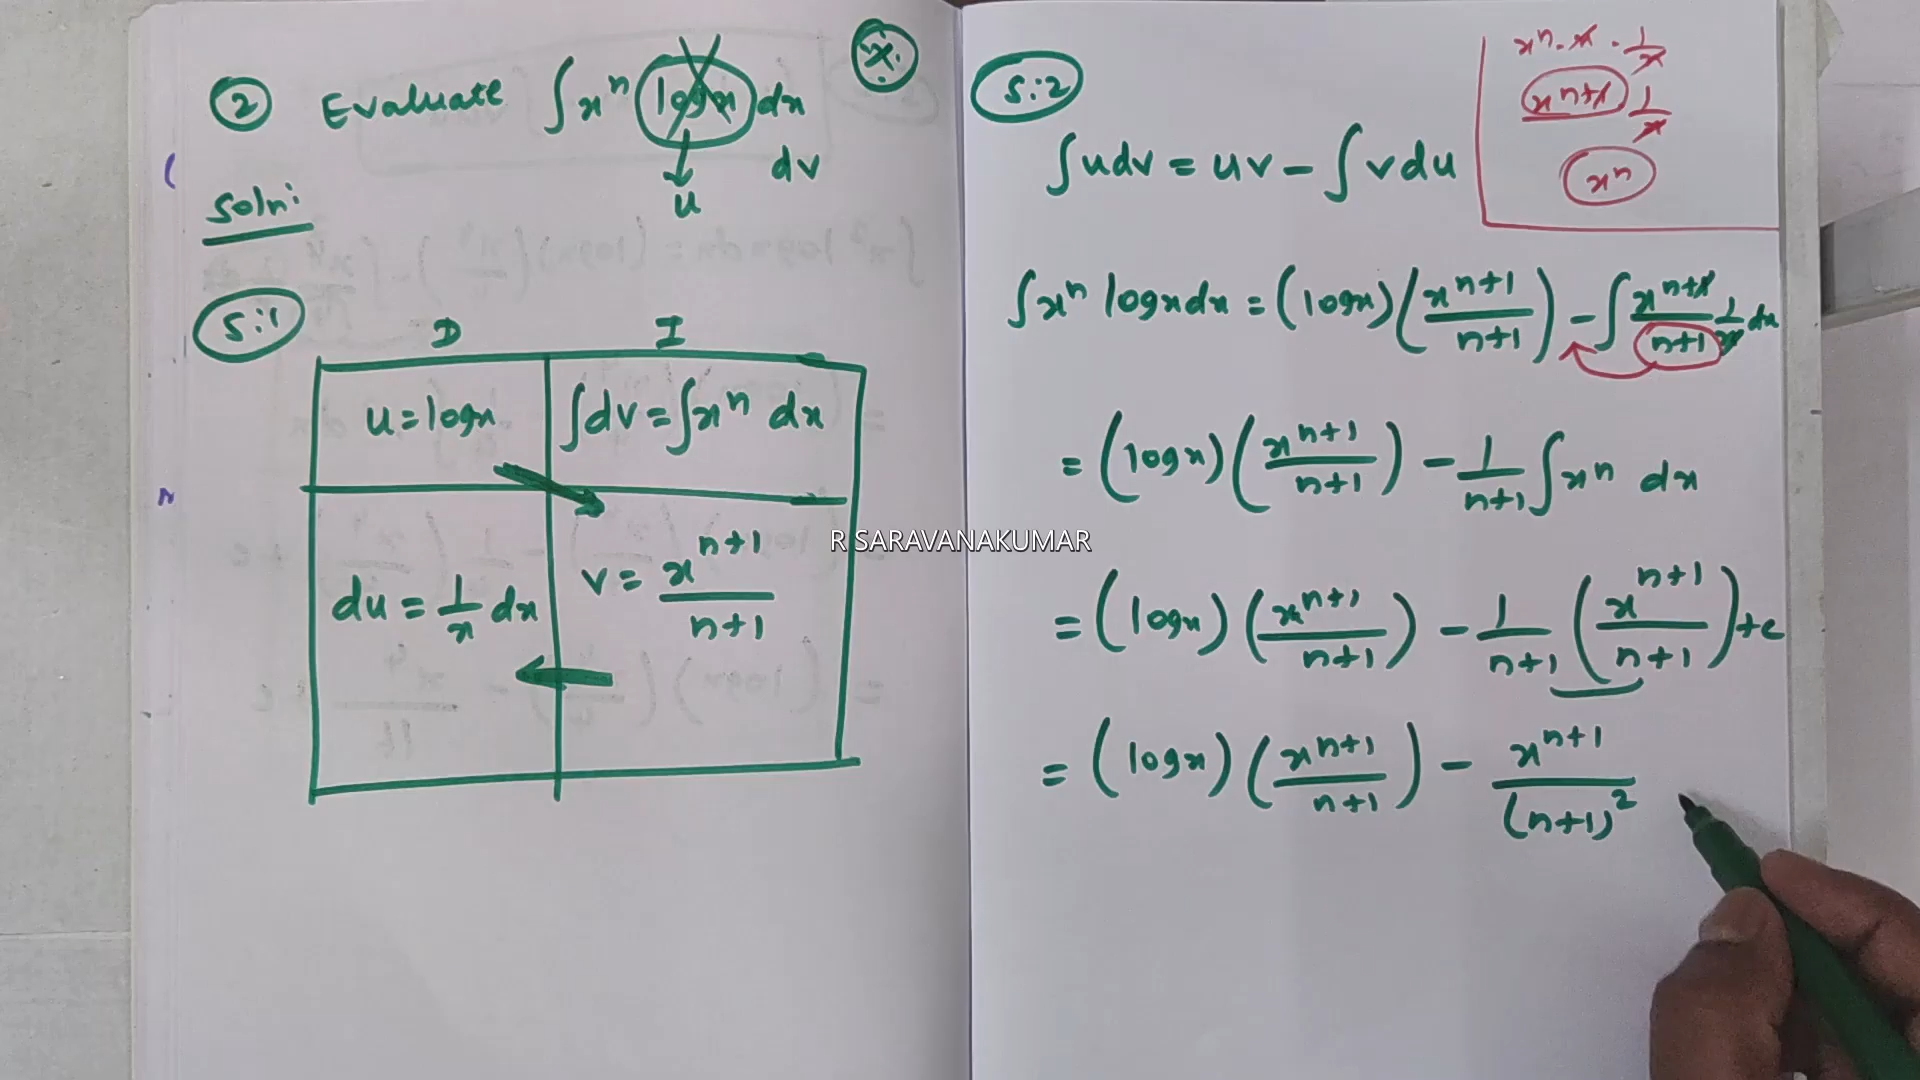 ② Evaluate ∫xⁿ logx dx
u
dv
Soln:
S:1
D I
u = logx ∫dv = ∫xⁿ dx
du = 1/x dx v = xⁿ⁺¹/n+1
x.
S:2
xⁿ · x · 1/x
xⁿ⁺¹ 1/x
xⁿ
∫udv = uv - ∫vdu
∫xⁿ logxdx = (logx)(xⁿ⁺¹/n+1) - ∫xⁿ⁺¹/n+1 1/x dx
= (logx)(xⁿ⁺¹/n+1) - 1/n+1 ∫xⁿ dx
R SARAVANAKUMAR
= (logx)(xⁿ⁺¹/n+1) - 1/n+1 (xⁿ⁺¹/n+1)+c
= (logx)(xⁿ⁺¹/n+1) - xⁿ⁺¹/(n+1)²